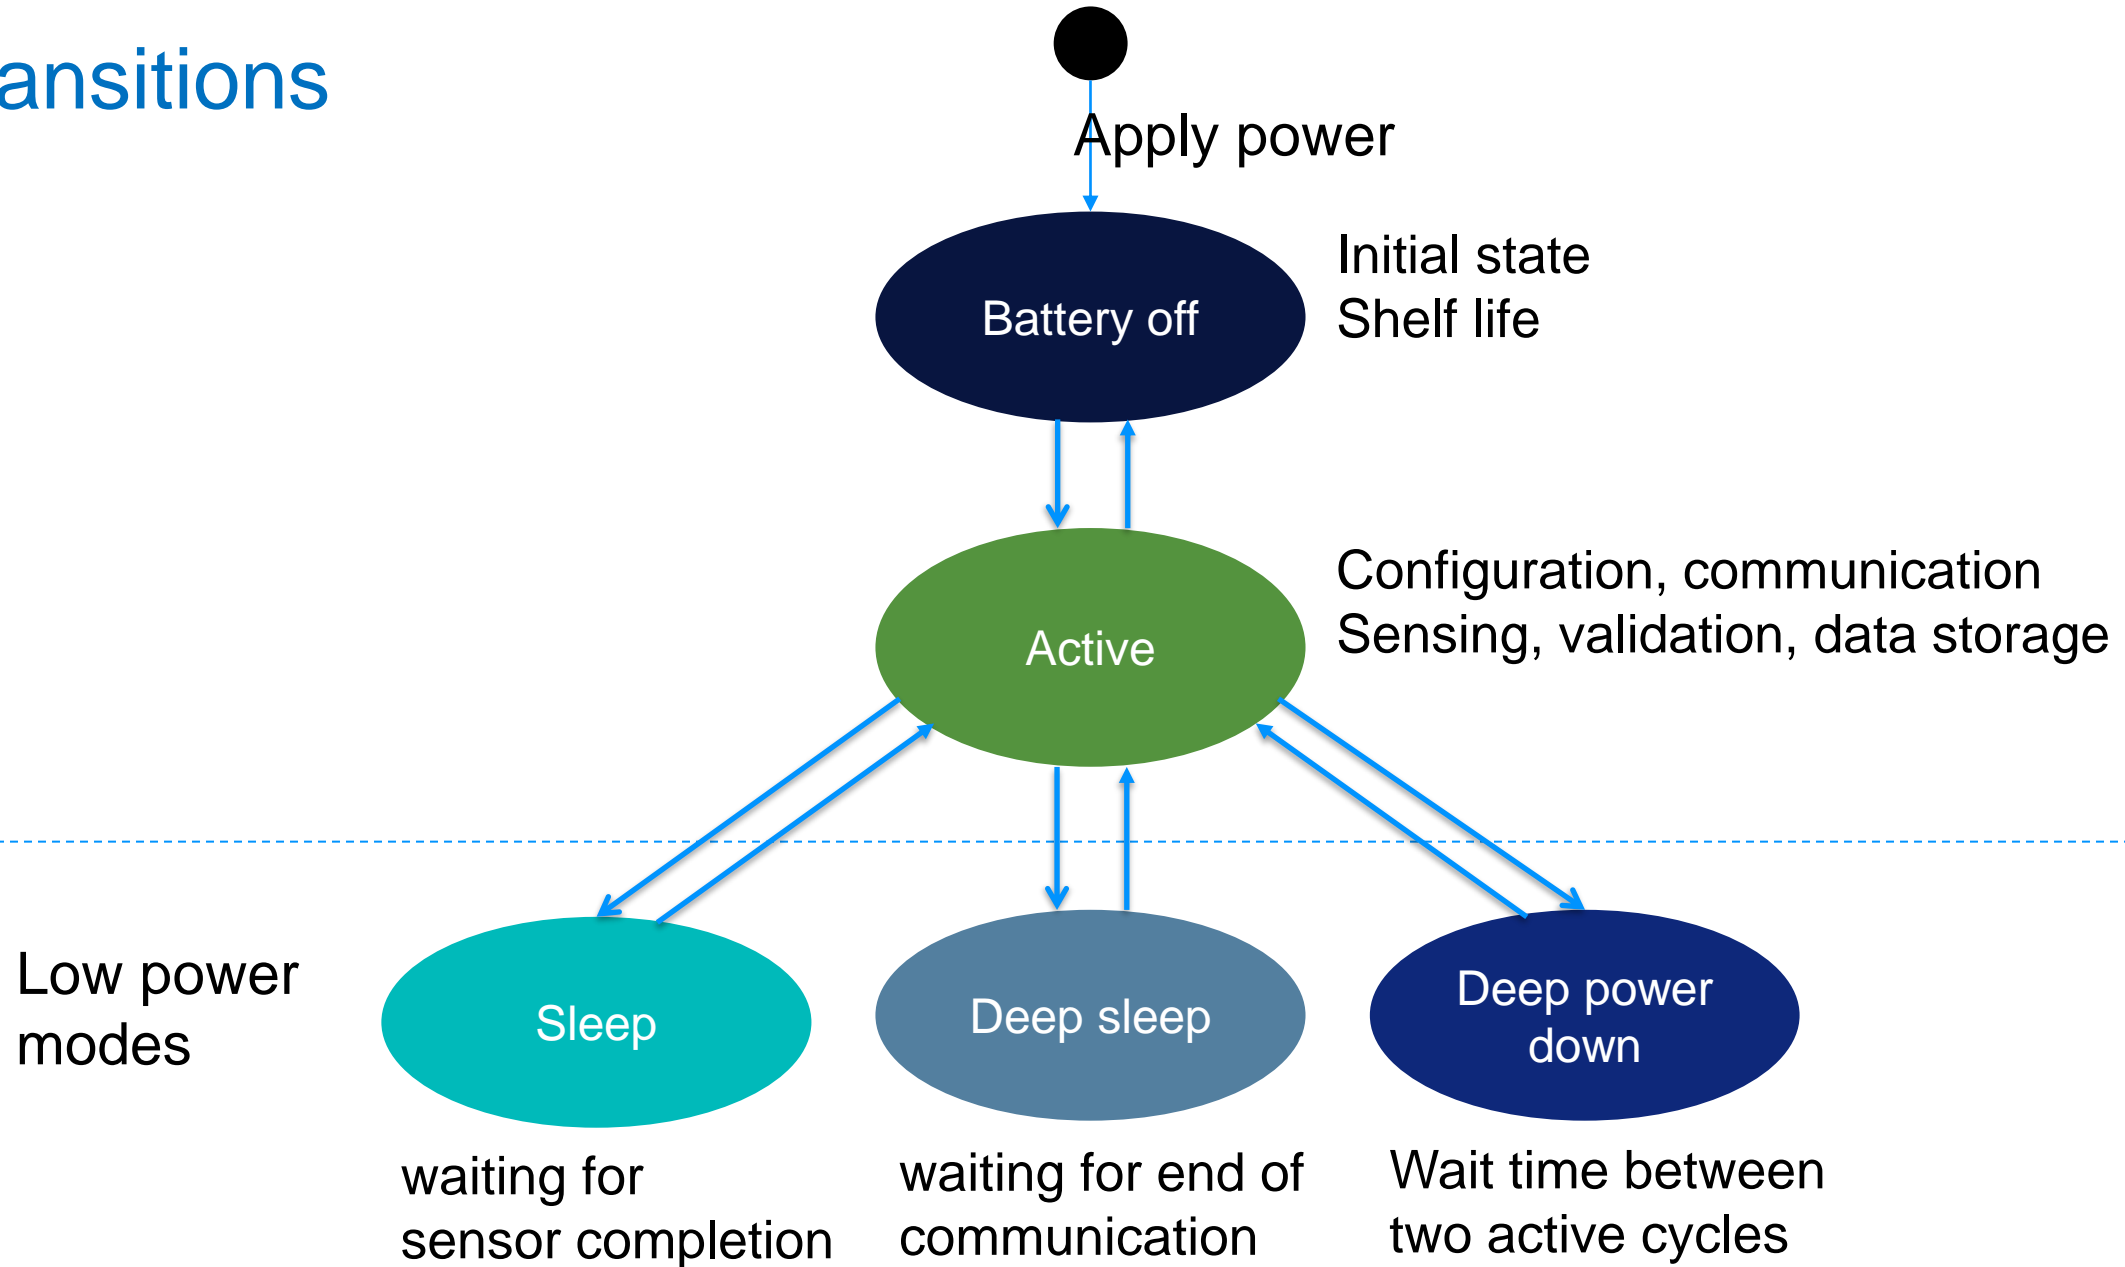 ansitions
Apply power
Battery off
Initial state
Shelf life
Active
Configuration, communication
Sensing, validation, data storage
Low power
modes
Sleep
Deep sleep
Deep power
down
waiting for
sensor completion
waiting for end of
communication
Wait time between
two active cycles